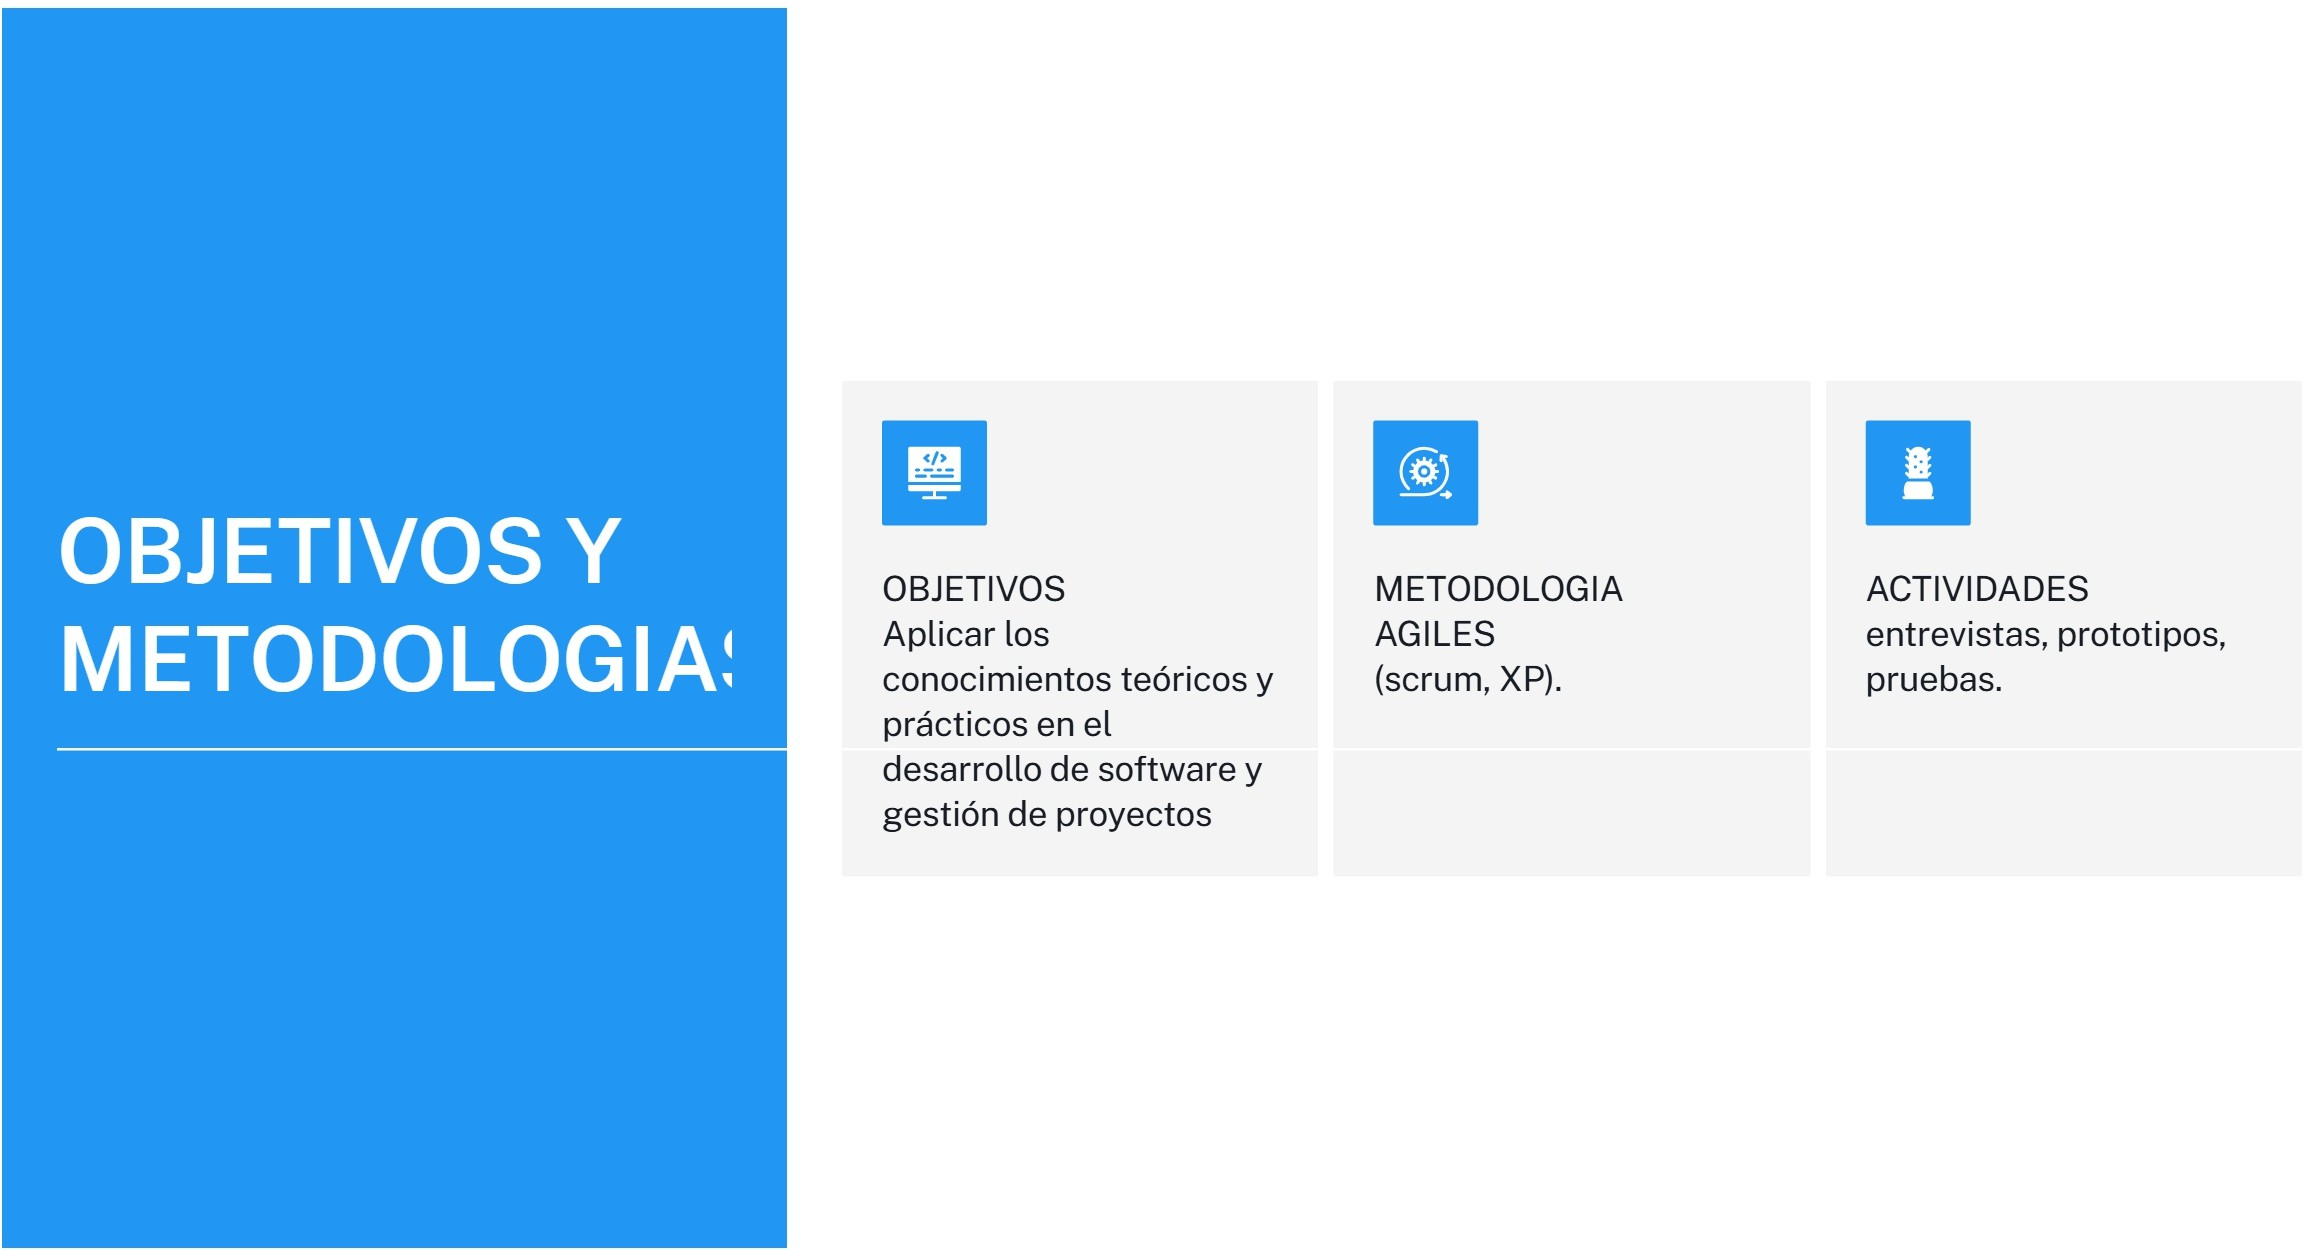 OBJETIVOS Y
METODOLOGIAS
OBJETIVOS
Aplicar los
conocimientos teóricos y
prácticos en el
desarrollo de software y
gestión de proyectos
METODOLOGIA
AGILES
(scrum, XP).
ACTIVIDADES
entrevistas, prototipos,
pruebas.